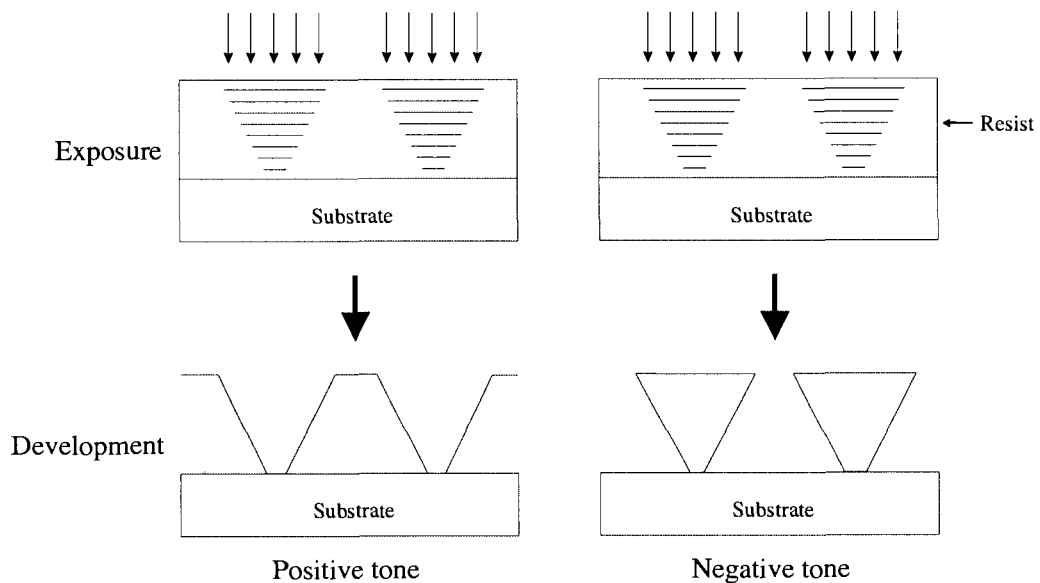 Resist
Exposure
Substrate
Substrate
Development
Substrate
Substrate
Positive tone
Negative tone